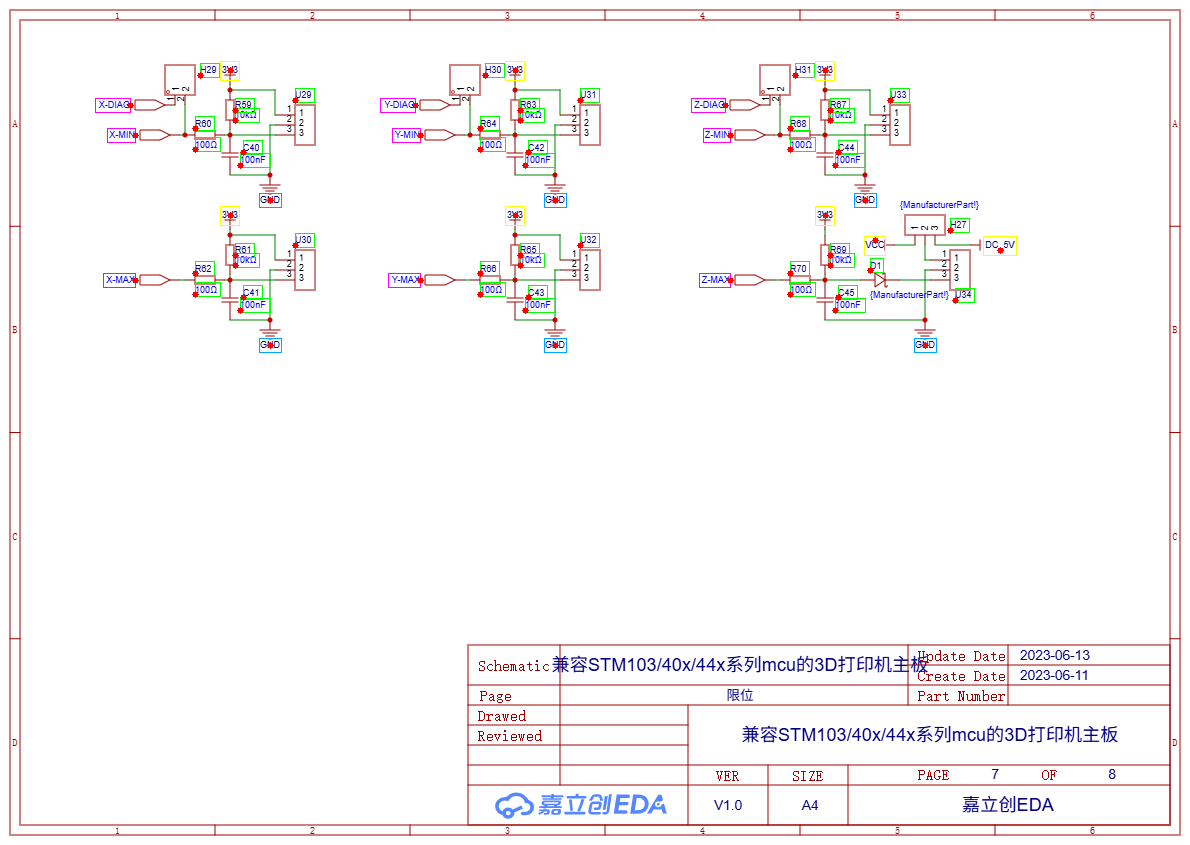 1 2 3 4 5 6
A
H29 3V3
H30 3V3
H31 3V3
1 2
1 2
1 2
2
2
2
X-DIAG R59 10kΩ U29
Y-DIAG R63 10kΩ U31
Z-DIAG R67 10kΩ U33
1 2 3
1 2 3
1 2 3
X-MIN R60 100Ω
Y-MIN R64 100Ω
Z-MIN R68 100Ω
C40 100nF
C42 100nF
C44 100nF
GND
GND
GND
{ManufacturerPart!}
3V3
3V3
3V3
1 2 3 H27
VCC
DC_5V
R61 10kΩ U30
R65 10kΩ U32
R69 10kΩ
D1
1 2 3
1 2 3
1 2 3
X-MAX R62 100Ω
Y-MAX R66 100Ω
Z-MAX R70 100Ω
C41 100nF
C43 100nF
C45 100nF
{ManufacturerPart!} U34
GND
GND
GND
B
C
D
Schematic 兼容STM103/40x/44x系列mcu的3D打印机主板
Update Date 2023-06-13
Create Date 2023-06-11
Page 限位
Part Number
Drawed
Reviewed
兼容STM103/40x/44x系列mcu的3D打印机主板
VER SIZE PAGE 7 OF 8
嘉立创EDA V1.0 A4 嘉立创EDA
1 2 3 4 5 6